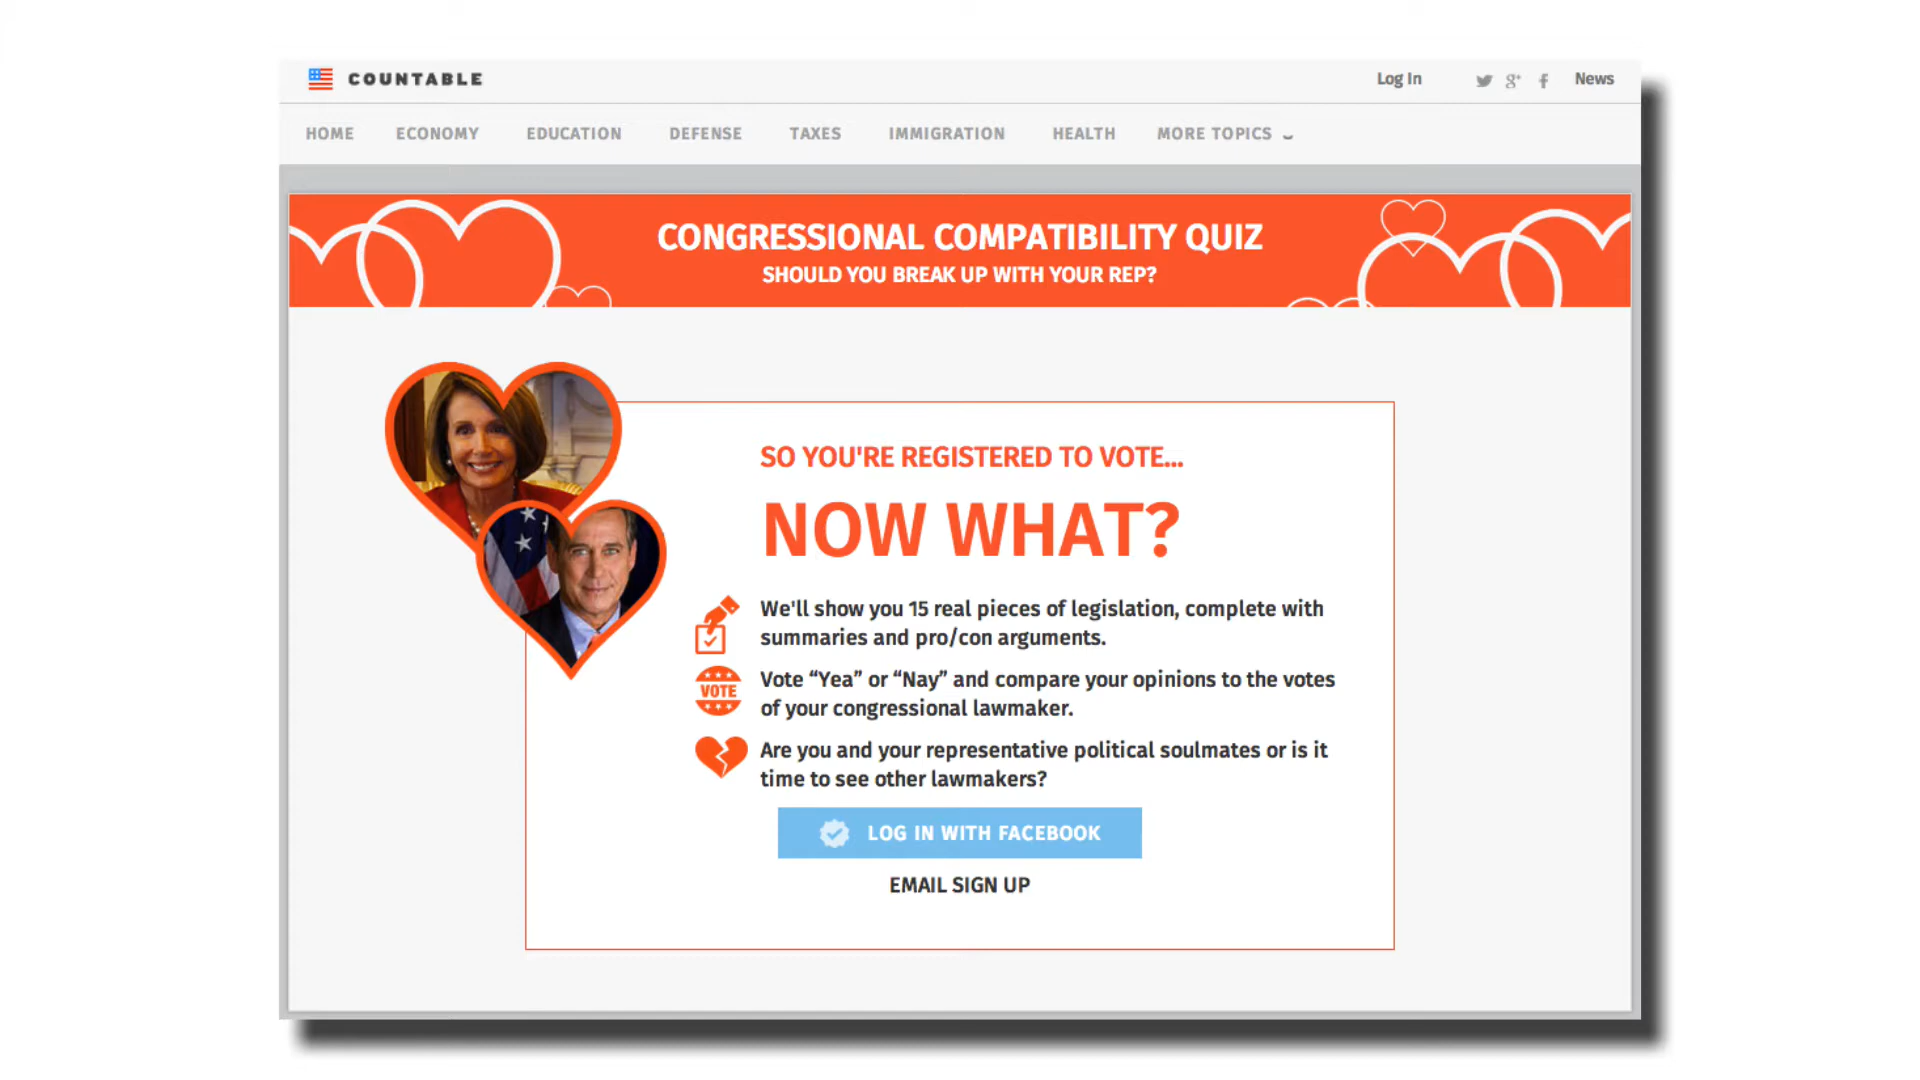 COUNTABLE
Log In
News
HOME ECONOMY EDUCATION DEFENSE TAXES IMMIGRATION HEALTH MORE TOPICS
CONGRESSIONAL COMPATIBILITY QUIZ
SHOULD YOU BREAK UP WITH YOUR REP?
SO YOU'RE REGISTERED TO VOTE...
NOW WHAT?
We'll show you 15 real pieces of legislation, complete with
summaries and pro/con arguments.
VOTE
Vote “Yea” or “Nay” and compare your opinions to the votes
of your congressional lawmaker.
Are you and your representative political soulmates or is it
time to see other lawmakers?
LOG IN WITH FACEBOOK
EMAIL SIGN UP